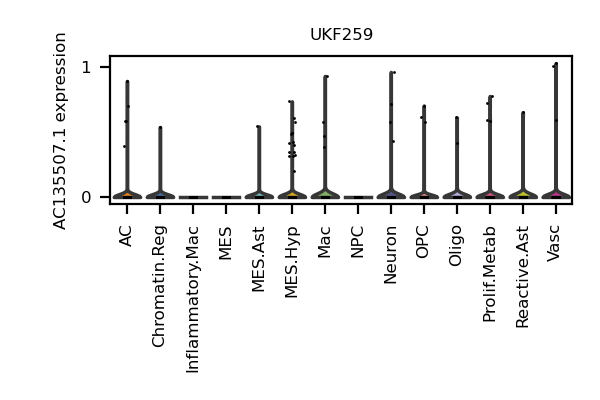 UKF259
AC135507.1 expression
1
0
AC
Chromatin.Reg
Inflammatory.Mac
MES
MES.Ast
MES.Hyp
Mac
NPC
Neuron
OPC
Oligo
Prolif.Metab
Reactive.Ast
Vasc